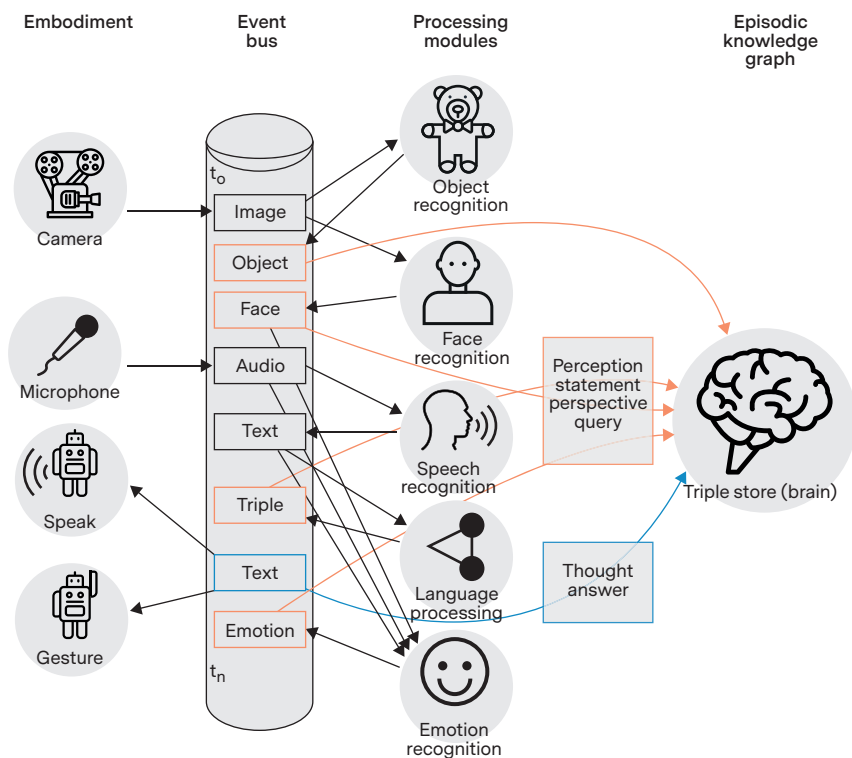 Embodiment
Event
bus
Processing
modules
Episodic
knowledge
graph
t₀
Image
Object
Face
Audio
Text
Triple
Text
Emotion
tₙ
Camera
Microphone
Speak
Gesture
Object
recognition
Face
recognition
Speech
recognition
Language
processing
Emotion
recognition
Perception
statement
perspective
query
Thought
answer
Triple store (brain)